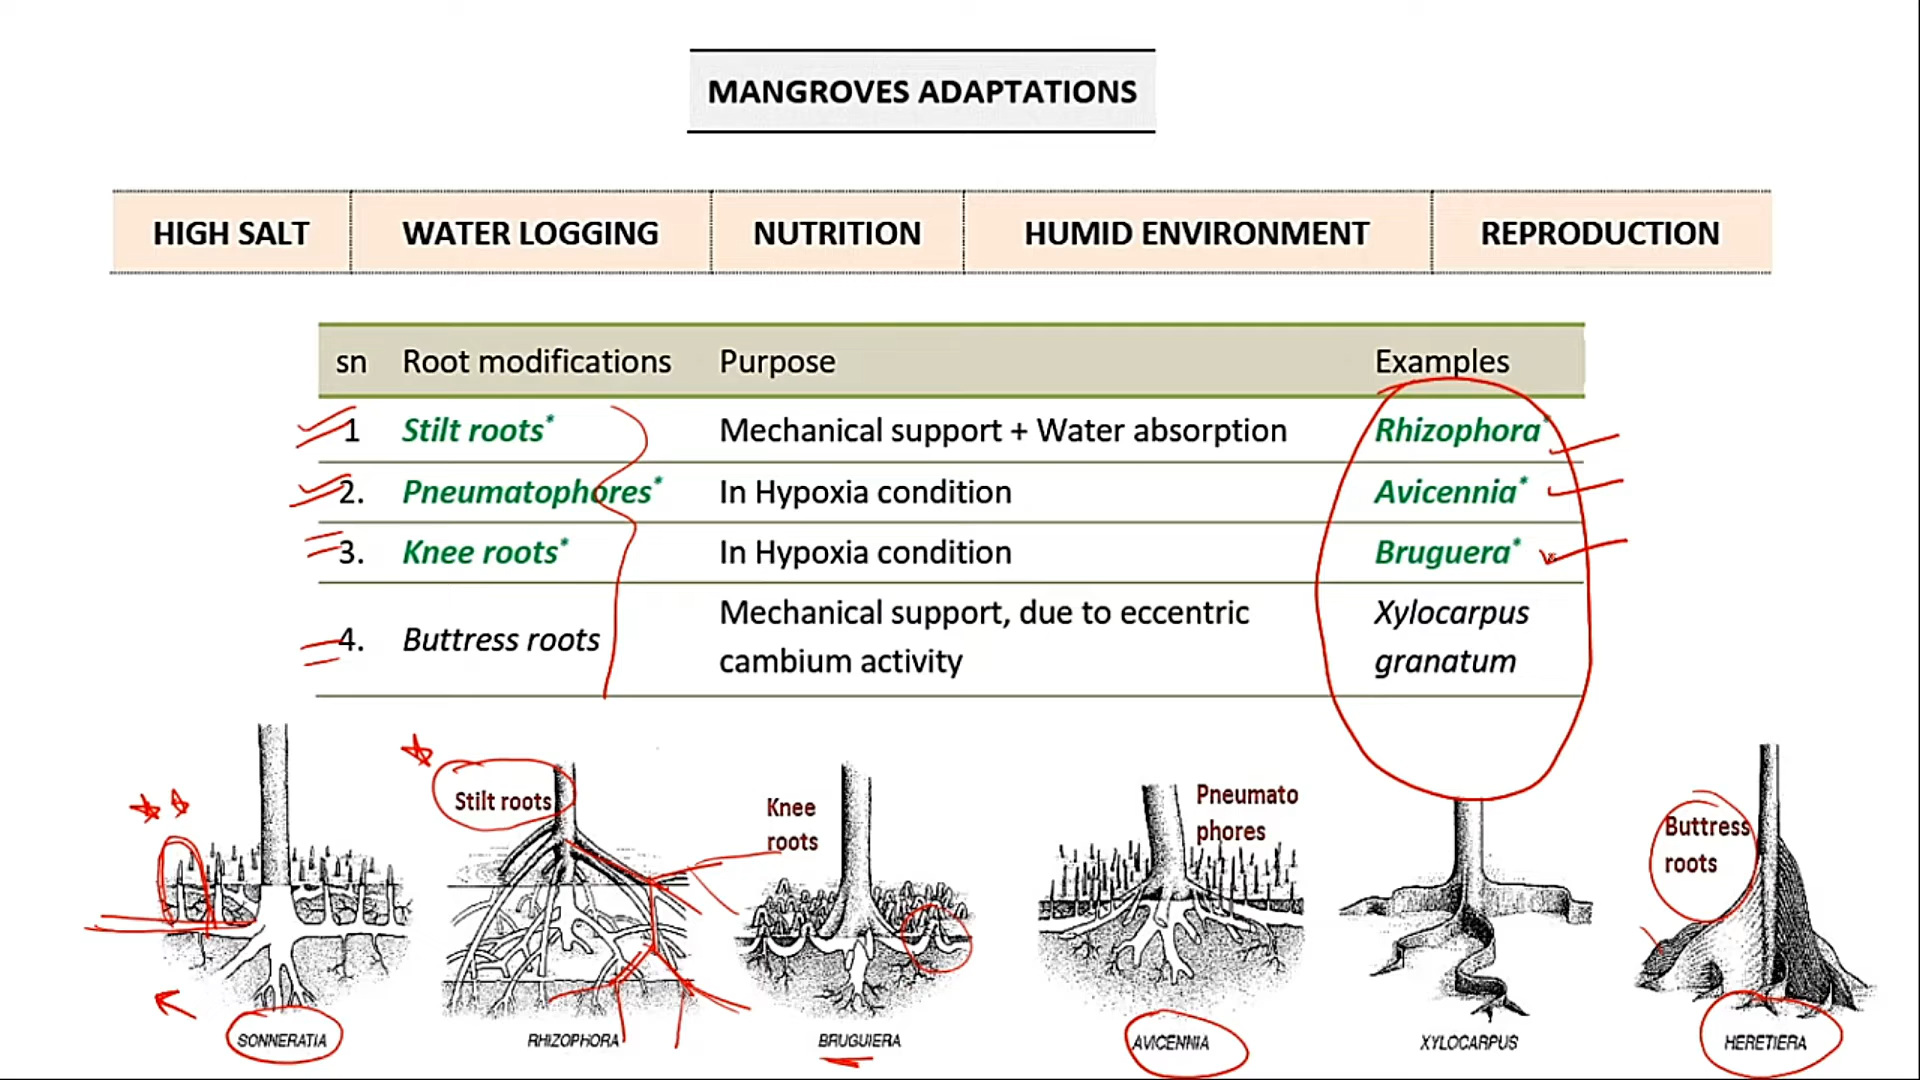 MANGROVES ADAPTATIONS
HIGH SALT WATER LOGGING NUTRITION HUMID ENVIRONMENT REPRODUCTION
sn Root modifications Purpose Examples
1 Stilt roots* Mechanical support + Water absorption Rhizophora*
2. Pneumatophores* In Hypoxia condition Avicennia*
3. Knee roots* In Hypoxia condition Bruguera*
4. Buttress roots Mechanical support, due to eccentric cambium activity Xylocarpus granatum
Stilt roots
Knee
roots
Pneumato
phores
Buttress
roots
SONNERATIA RHIZOPHORA BRUGUIERA AVICENNIA XYLOCARPUS HERETIERA